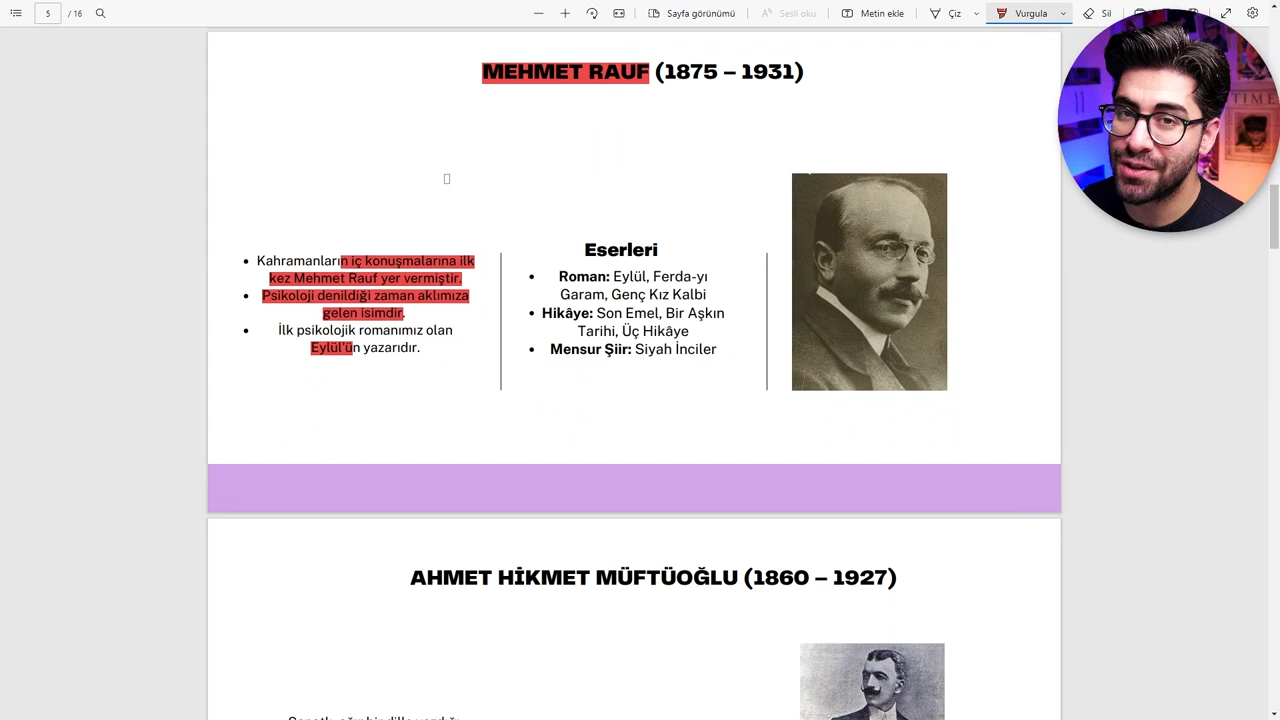 5 / 16
Sayfa görünümü
Sesli oku
Metin ekle
Çiz
Vurgula
Sil
MEHMET RAUF (1875 – 1931)
• Kahramanların iç konuşmalarına ilk
kez Mehmet Rauf yer vermiştir.
• Psikoloji denildiği zaman aklımıza
gelen isimdir.
• İlk psikolojik romanımız olan
Eylül’ün yazarıdır.
Eserleri
• Roman: Eylül, Ferda-yı
Garam, Genç Kız Kalbi
• Hikâye: Son Emel, Bir Aşkın
Tarihi, Üç Hikâye
• Mensur Şiir: Siyah İnciler
TIME
AHMET HİKMET MÜFTÜOĞLU (1860 – 1927)